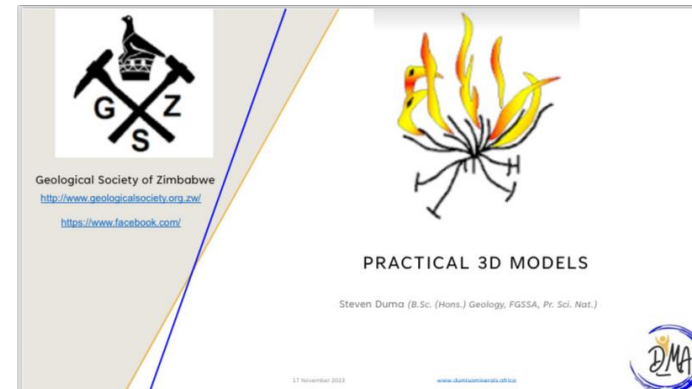 G Z
S
Geological Society of Zimbabwe
http://www.geologicalsociety.org.zw/
https://www.facebook.com/
PRACTICAL 3D MODELS
Steven Duma (B.Sc. (Hons.) Geology, FGSSA, Pr. Sci. Nat.)
17 November 2023
DMA